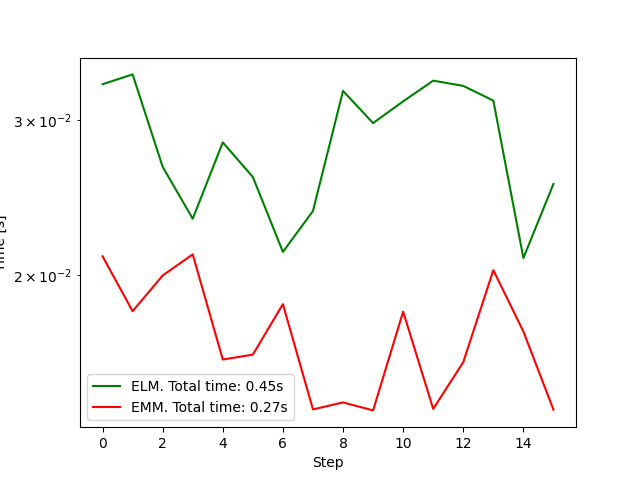 3 × 10⁻²
2 × 10⁻²
Time [s]
ELM. Total time: 0.45s
EMM. Total time: 0.27s
0 2 4 6 8 10 12 14
Step